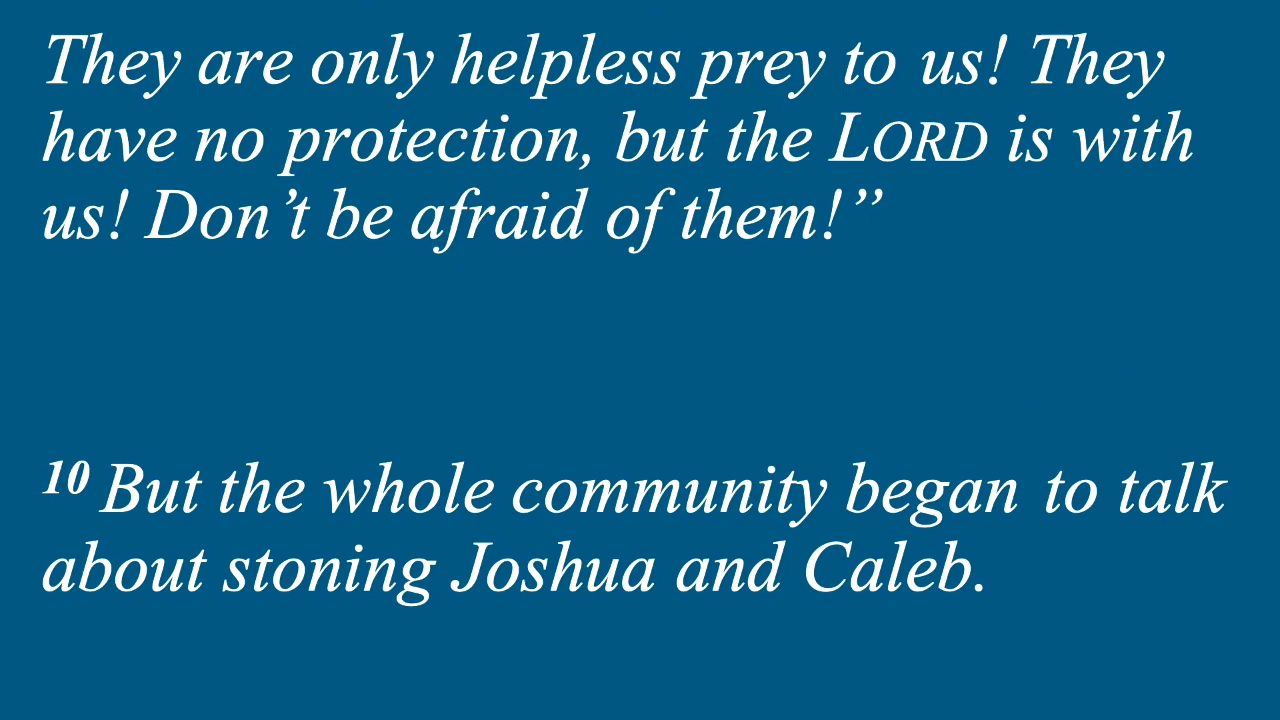 They are only helpless prey to us! They
have no protection, but the LORD is with
us! Don’t be afraid of them!”
10 But the whole community began to talk
about stoning Joshua and Caleb.